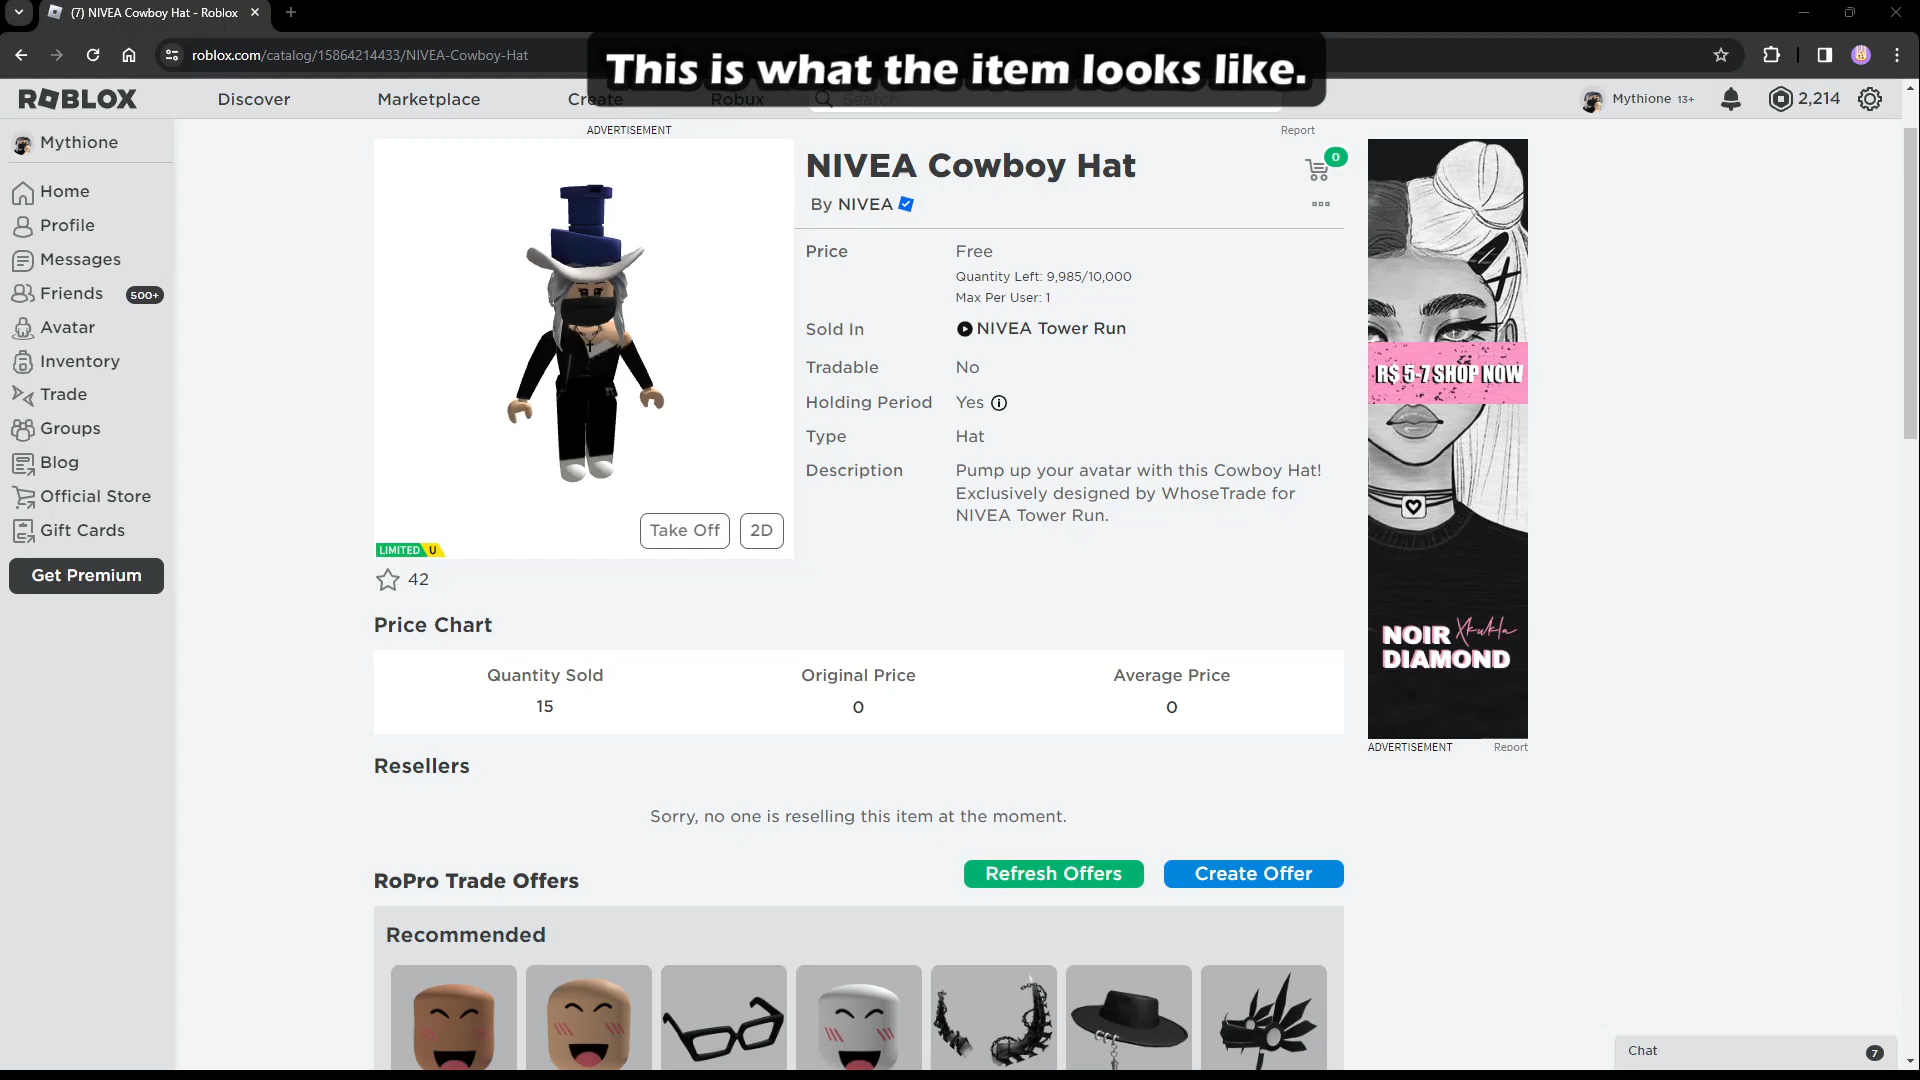 (7) NIVEA Cowboy Hat - Roblox
roblox.com/catalog/15864214433/NIVEA-Cowboy-Hat
This is what the item looks like.
ROBLOX
Discover
Marketplace
Create
Robux
Search
Mythione 13+
2,214
Mythione
Home
Profile
Messages
Friends 500+
Avatar
Inventory
Trade
Groups
Blog
Official Store
Gift Cards
Get Premium
ADVERTISEMENT
Report
NIVEA Cowboy Hat
0
By NIVEA
Price Free
Quantity Left: 9,985/10,000
Max Per User: 1
Sold In NIVEA Tower Run
Tradable No
Holding Period Yes
Type Hat
Description Pump up your avatar with this Cowboy Hat!
Exclusively designed by WhoseTrade for
NIVEA Tower Run.
Take Off
2D
LIMITED U
42
Price Chart
Quantity Sold Original Price Average Price
15 0 0
Resellers
Sorry, no one is reselling this item at the moment.
RoPro Trade Offers
Refresh Offers
Create Offer
Recommended
R$ 5-7 SHOP NOW
NOIR
DIAMOND
ADVERTISEMENT
Report
Chat
7